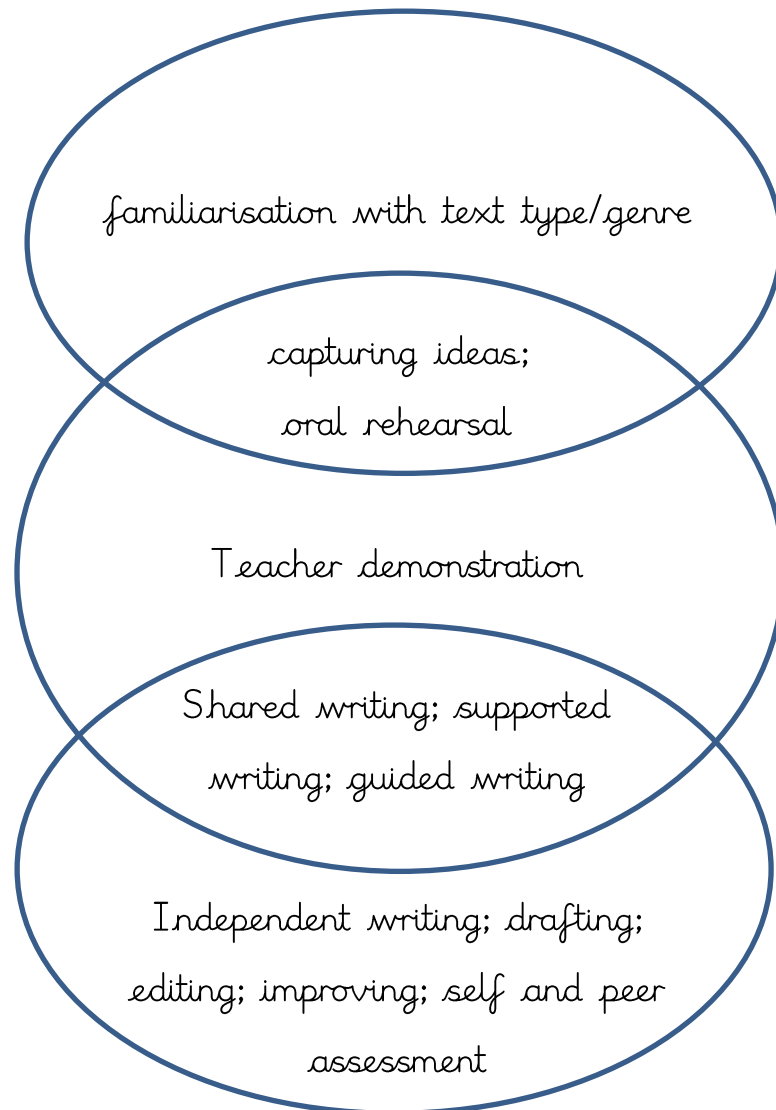 familiarisation with text type/genre
capturing ideas;
oral rehearsal
Teacher demonstration
Shared writing; supported
writing; guided writing
Independent writing; drafting;
editing; improving; self and peer
assessment